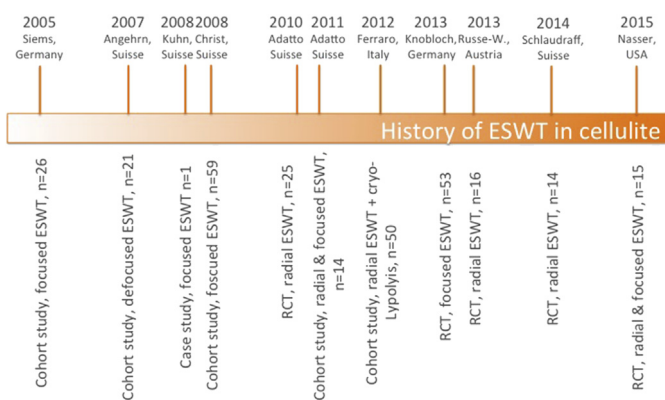 2005
Siems,
Germany
2007
Angehrn,
Suisse
2008
Kuhn,
Suisse
2008
Christ,
Suisse
2010
Adatto
Suisse
2011
Adatto
Suisse
2012
Ferraro,
Italy
2013
Knobloch,
Germany
2013
Russe-W.,
Austria
2014
Schlaudraff,
Suisse
2015
Nasser,
USA
History of ESWT in cellulite
Cohort study, focused ESWT, n=26
Cohort study, defocused ESWT, n=21
Case study, focused ESWT n=1
Cohort study, foscued ESWT, n=59
RCT, radial ESWT, n=25
Cohort study, radial & focused ESWT,
n=14
Cohort study, radial ESWT + cryo-
Lypolyis, n=50
RCT, focused ESWT, n=53
RCT, radial ESWT, n=16
RCT, radial ESWT, n=14
RCT, radial & focused ESWT, n=15